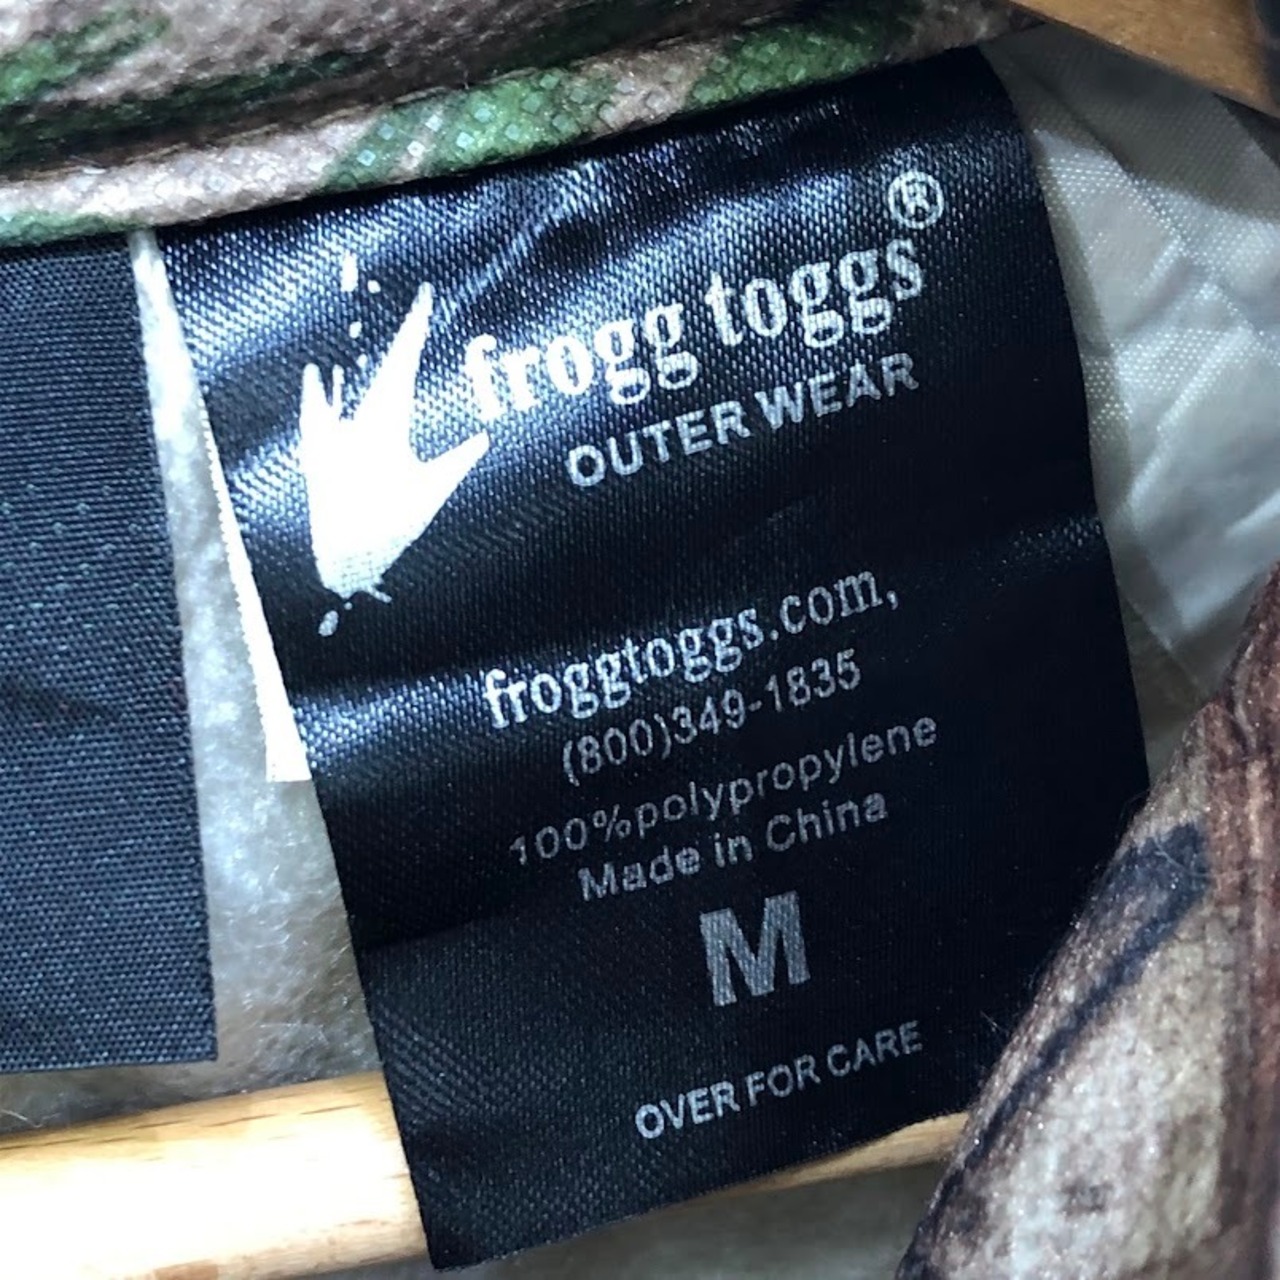 frogg toggs®
OUTER WEAR
froggtoggs.com,
(800)349-1835
100%polypropylene
Made in China
M
OVER FOR CARE